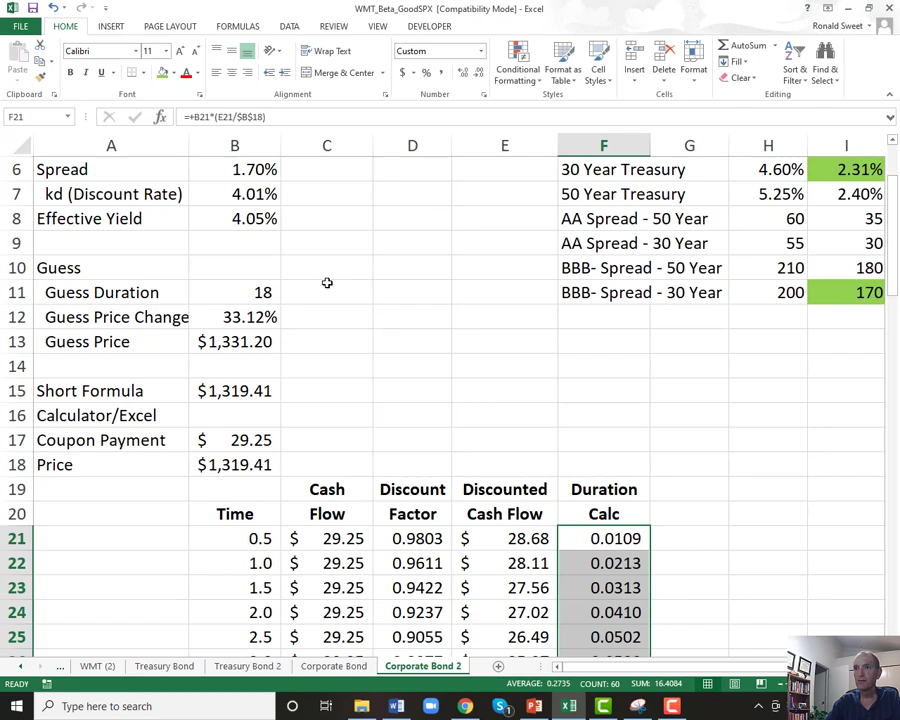 WMT_Beta_GoodSPX [Compatibility Mode] - Excel
Ronald Sweet
FILE HOME INSERT PAGE LAYOUT FORMULAS DATA REVIEW VIEW DEVELOPER
Calibri 11 Wrap Text Custom AutoSum
Paste B I U Merge & Center $ % Conditional Formatting Format as Table Cell Styles Insert Delete Format Fill Clear Sort & Filter Find & Select
Clipboard Font Alignment Number Styles Cells Editing
F21 =+B21*(E21/$B$18)
A B C D E F G H I
6 Spread 1.70% 30 Year Treasury 4.60% 2.31%
7 kd (Discount Rate) 4.01% 50 Year Treasury 5.25% 2.40%
8 Effective Yield 4.05% AA Spread - 50 Year 60 35
9 AA Spread - 30 Year 55 30
10 Guess BBB- Spread - 50 Year 210 180
11 Guess Duration 18 BBB- Spread - 30 Year 200 170
12 Guess Price Change 33.12%
13 Guess Price $1,331.20
14
15 Short Formula $1,319.41
16 Calculator/Excel
17 Coupon Payment $ 29.25
18 Price $1,319.41
19 Cash Discount Discounted Duration
20 Time Flow Factor Cash Flow Calc
21 0.5 $ 29.25 0.9803 $ 28.68 0.0109
22 1.0 $ 29.25 0.9611 $ 28.11 0.0213
23 1.5 $ 29.25 0.9422 $ 27.56 0.0313
24 2.0 $ 29.25 0.9237 $ 27.02 0.0410
25 2.5 $ 29.25 0.9055 $ 26.49 0.0502
... WMT (2) Treasury Bond Treasury Bond 2 Corporate Bond Corporate Bond 2
READY AVERAGE: 0.2735 COUNT: 60 SUM: 16.4084
Type here to search